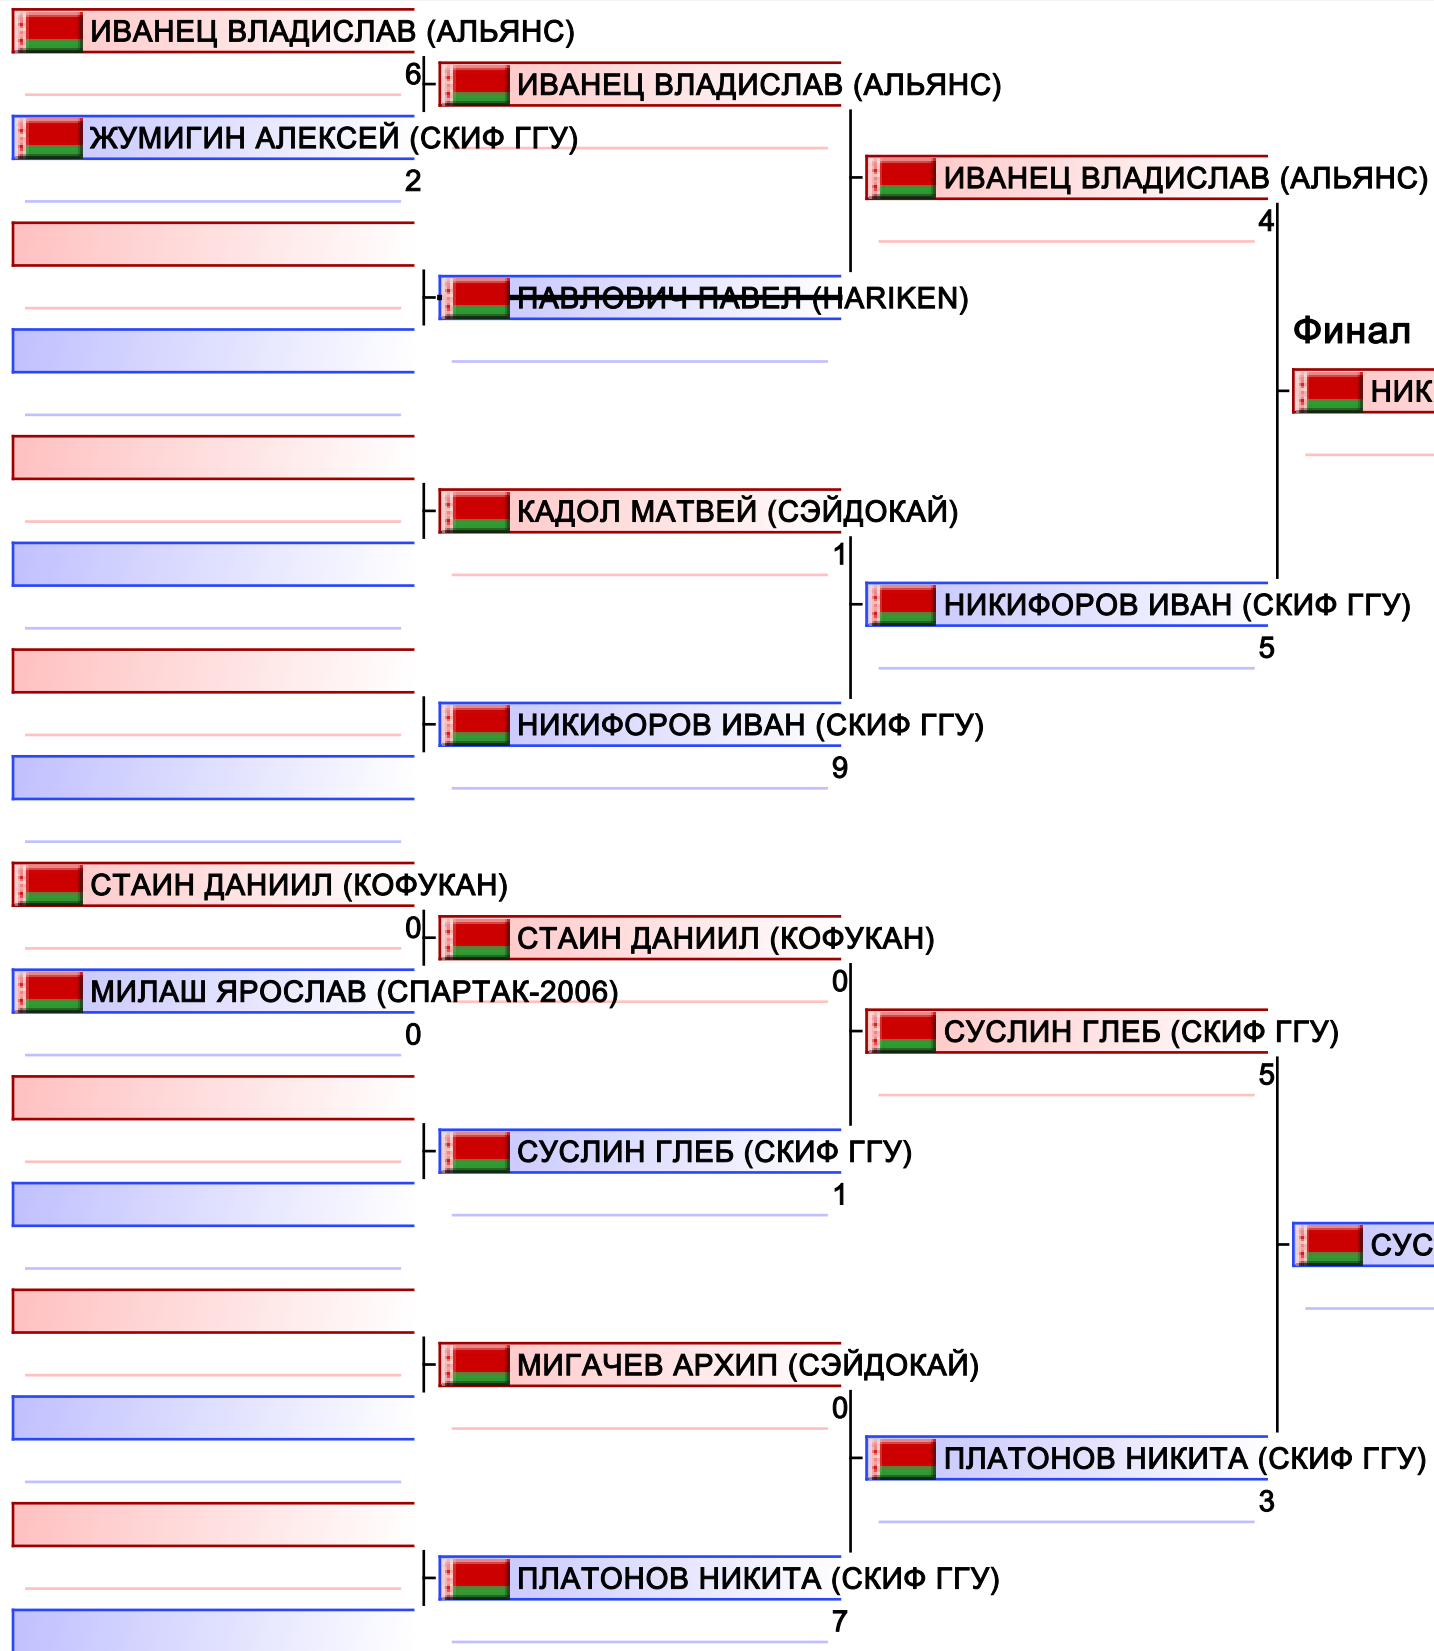 ИВАНЕЦ ВЛАДИСЛАВ (АЛЬЯНС)
6
ИВАНЕЦ ВЛАДИСЛАВ (АЛЬЯНС)
ЖУМИГИН АЛЕКСЕЙ (СКИФ ГГУ)
2
ИВАНЕЦ ВЛАДИСЛАВ (АЛЬЯНС)
4
ПАВЛОВИЧ ПАВЕЛ (HARIKEN)
Финал
НИК
КАДОЛ МАТВЕЙ (СЭЙДОКАЙ)
1
НИКИФОРОВ ИВАН (СКИФ ГГУ)
5
НИКИФОРОВ ИВАН (СКИФ ГГУ)
9
СТАИН ДАНИИЛ (КОФУКАН)
0
СТАИН ДАНИИЛ (КОФУКАН)
0
МИЛАШ ЯРОСЛАВ (СПАРТАК-2006)
0
СУСЛИН ГЛЕБ (СКИФ ГГУ)
5
СУСЛИН ГЛЕБ (СКИФ ГГУ)
1
СУС
МИГАЧЕВ АРХИП (СЭЙДОКАЙ)
0
ПЛАТОНОВ НИКИТА (СКИФ ГГУ)
3
ПЛАТОНОВ НИКИТА (СКИФ ГГУ)
7